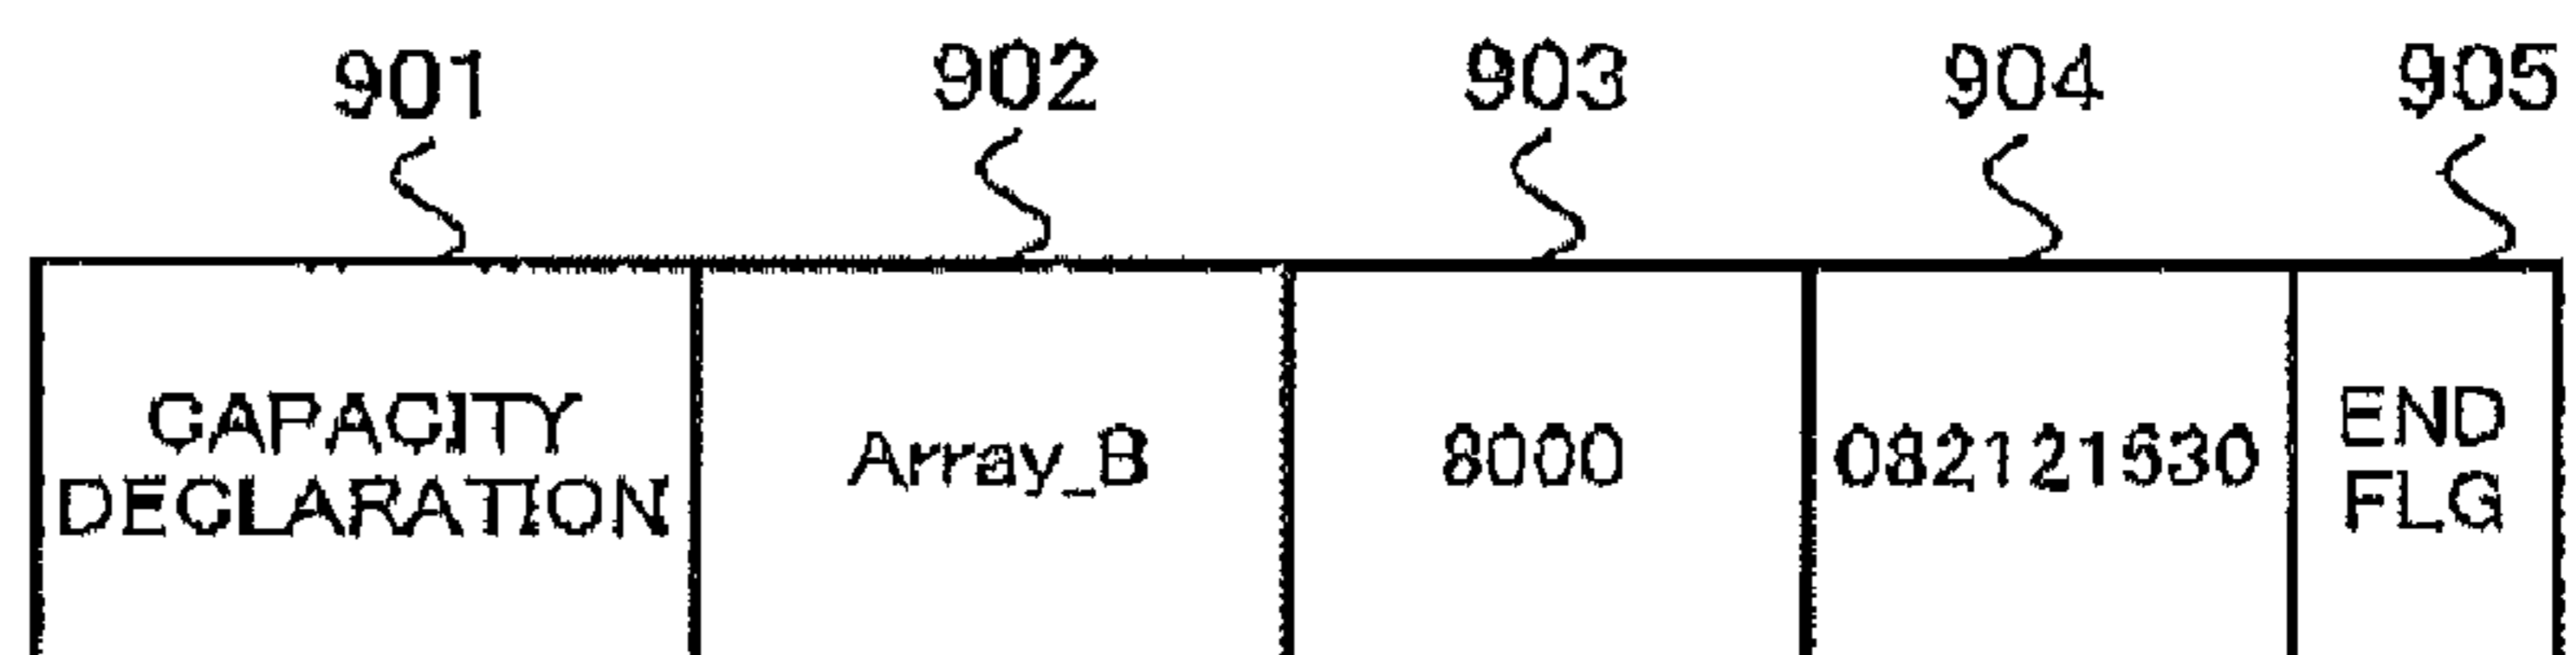 901 902 903 904 905
CAPACITY
DECLARATION
Array_B
8000
082121530
END
FLG